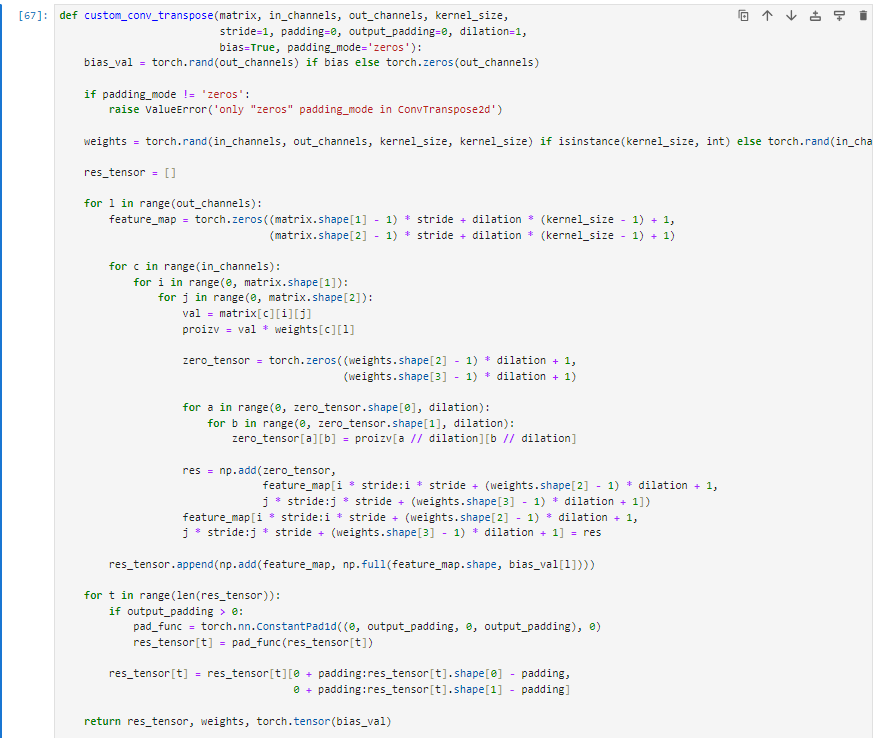 [67]: def custom_conv_transpose(matrix, in_channels, out_channels, kernel_size,
                          stride=1, padding=0, output_padding=0, dilation=1,
                          bias=True, padding_mode='zeros'):
    bias_val = torch.rand(out_channels) if bias else torch.zeros(out_channels)

    if padding_mode != 'zeros':
        raise ValueError('only "zeros" padding_mode in ConvTranspose2d')

    weights = torch.rand(in_channels, out_channels, kernel_size, kernel_size) if isinstance(kernel_size, int) else torch.rand(in_cha

    res_tensor = []

    for l in range(out_channels):
        feature_map = torch.zeros((matrix.shape[1] - 1) * stride + dilation * (kernel_size - 1) + 1,
                                  (matrix.shape[2] - 1) * stride + dilation * (kernel_size - 1) + 1)

        for c in range(in_channels):
            for i in range(0, matrix.shape[1]):
                for j in range(0, matrix.shape[2]):
                    val = matrix[c][i][j]
                    proizv = val * weights[c][l]

                    zero_tensor = torch.zeros((weights.shape[2] - 1) * dilation + 1,
                                              (weights.shape[3] - 1) * dilation + 1)

                    for a in range(0, zero_tensor.shape[0], dilation):
                        for b in range(0, zero_tensor.shape[1], dilation):
                            zero_tensor[a][b] = proizv[a // dilation][b // dilation]

                    res = np.add(zero_tensor,
                                 feature_map[i * stride:i * stride + (weights.shape[2] - 1) * dilation + 1,
                                 j * stride:j * stride + (weights.shape[3] - 1) * dilation + 1])
                    feature_map[i * stride:i * stride + (weights.shape[2] - 1) * dilation + 1,
                    j * stride:j * stride + (weights.shape[3] - 1) * dilation + 1] = res

        res_tensor.append(np.add(feature_map, np.full(feature_map.shape, bias_val[l])))

    for t in range(len(res_tensor)):
        if output_padding > 0:
            pad_func = torch.nn.ConstantPad1d((0, output_padding, 0, output_padding), 0)
            res_tensor[t] = pad_func(res_tensor[t])

        res_tensor[t] = res_tensor[t][0 + padding:res_tensor[t].shape[0] - padding,
                                      0 + padding:res_tensor[t].shape[1] - padding]

    return res_tensor, weights, torch.tensor(bias_val)